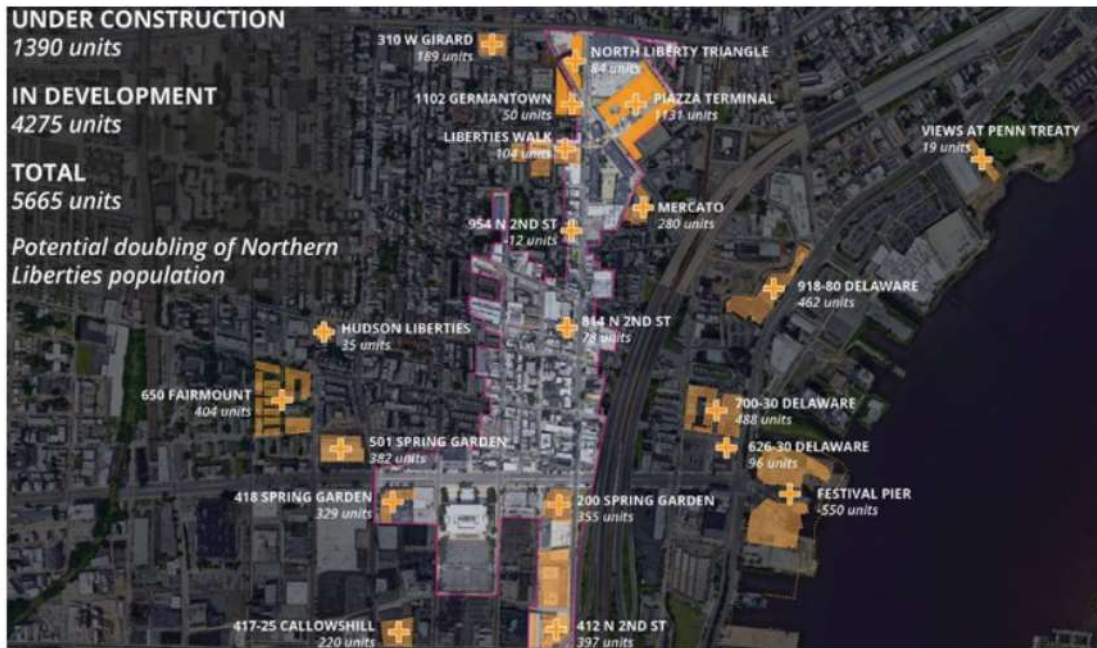 UNDER CONSTRUCTION
1390 units
IN DEVELOPMENT
4275 units
TOTAL
5665 units
Potential doubling of Northern
Liberties population
310 W GIRARD
189 units
NORTH LIBERTY TRIANGLE
84 units
1102 GERMANTOWN
50 units
PIAZZA TERMINAL
1131 units
LIBERTIES WALK
104 units
VIEWS AT PENN TREATY
19 units
MERCATO
280 units
954 N 2ND ST
-12 units
918-80 DELAWARE
462 units
HUDSON LIBERTIES
35 units
814 N 2ND ST
78 units
650 FAIRMOUNT
404 units
700-30 DELAWARE
488 units
501 SPRING GARDEN
382 units
626-30 DELAWARE
96 units
418 SPRING GARDEN
329 units
200 SPRING GARDEN
355 units
FESTIVAL PIER
-550 units
417-25 CALLOWSHILL
220 units
412 N 2ND ST
397 units